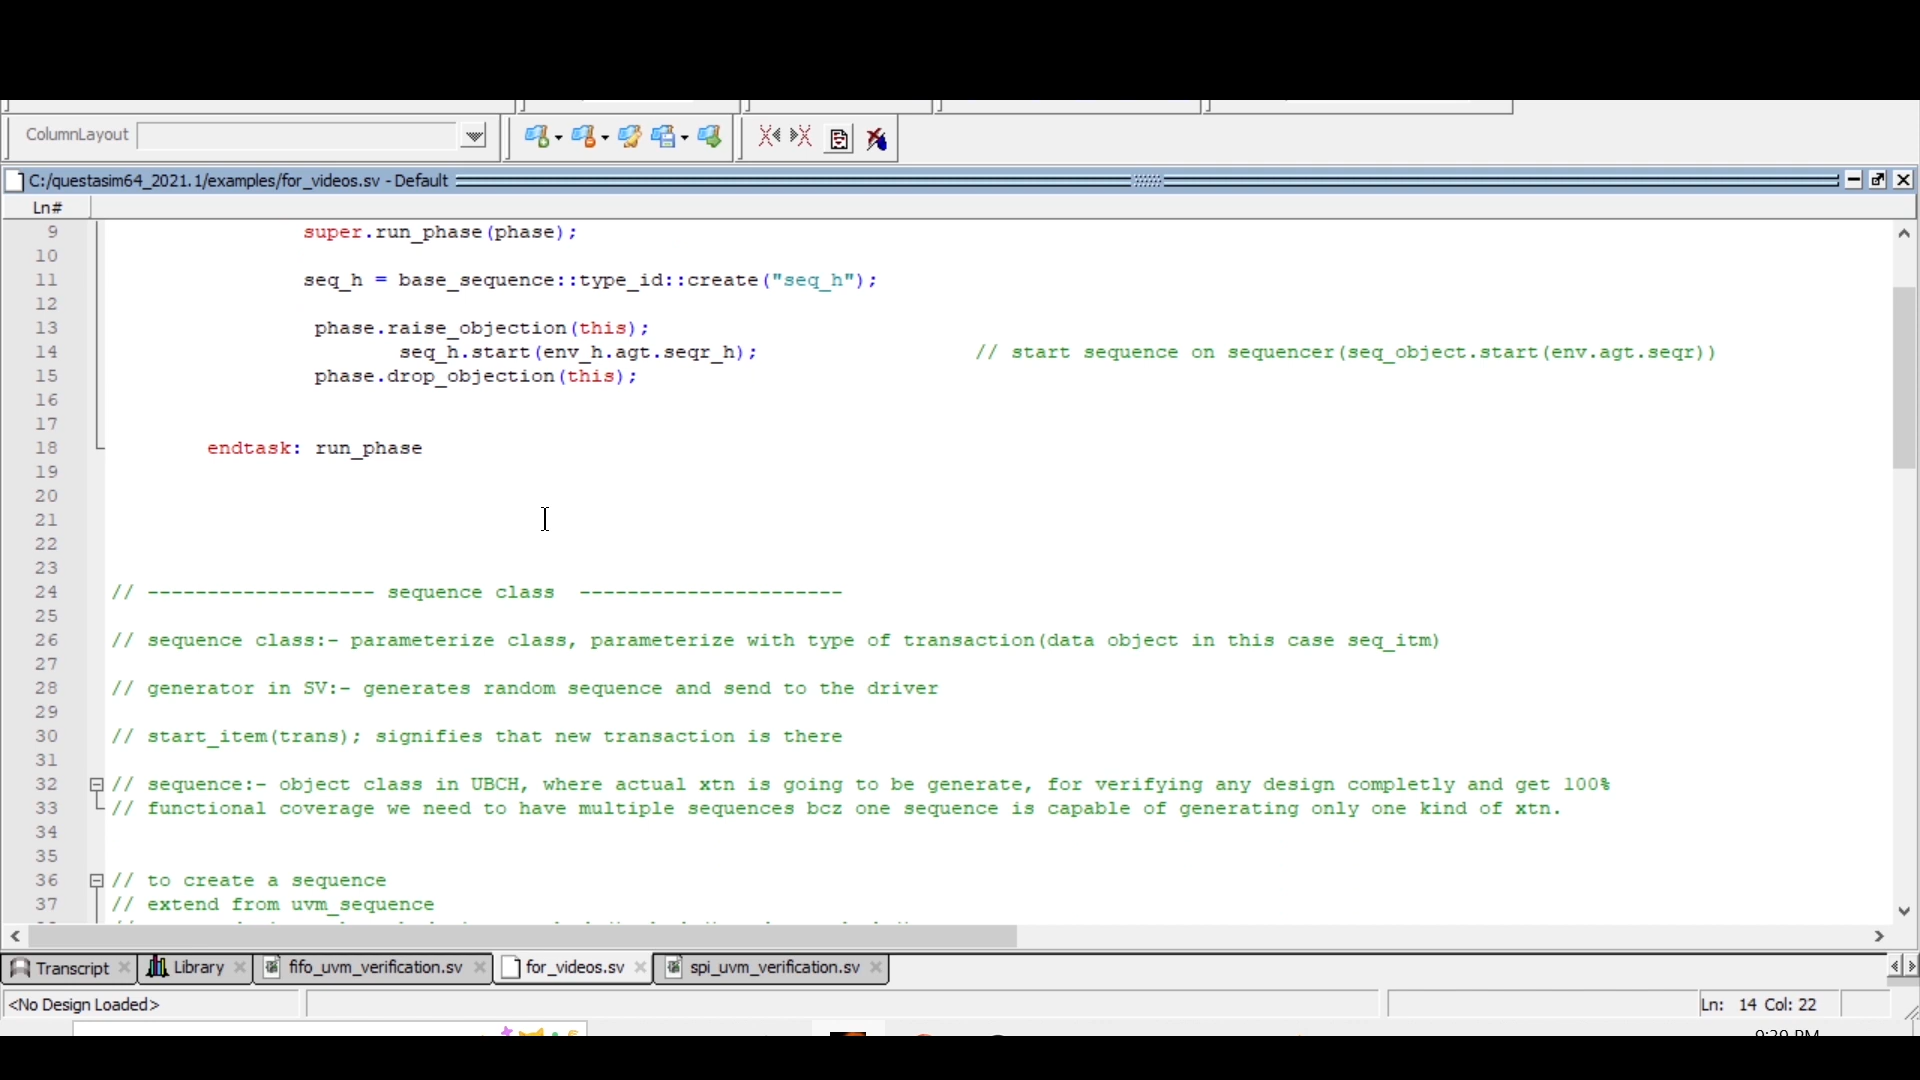 ColumnLayout
C:/questasim64_2021.1/examples/for_videos.sv - Default
Ln#
9 super.run_phase(phase);
10
11 seq_h = base_sequence::type_id::create("seq_h");
12
13 phase.raise_objection(this);
14 seq_h.start(env_h.agt.seqr_h); // start sequence on sequencer(seq_object.start(env.agt.seqr))
15 phase.drop_objection(this);
16
17
18 endtask: run_phase
19
20
21
22
23
24 // ------------------- sequence class ----------------------
25
26 // sequence class:- parameterize class, parameterize with type of transaction(data object in this case seq_itm)
27
28 // generator in SV:- generates random sequence and send to the driver
29
30 // start_item(trans); signifies that new transaction is there
31
32 // sequence:- object class in UBCH, where actual xtn is going to be generate, for verifying any design completly and get 100%
33 // functional coverage we need to have multiple sequences bcz one sequence is capable of generating only one kind of xtn.
34
35
36 // to create a sequence
37 // extend from uvm_sequence
Transcript Library fifo_uvm_verification.sv for_videos.sv spi_uvm_verification.sv
<No Design Loaded> Ln: 14 Col: 22